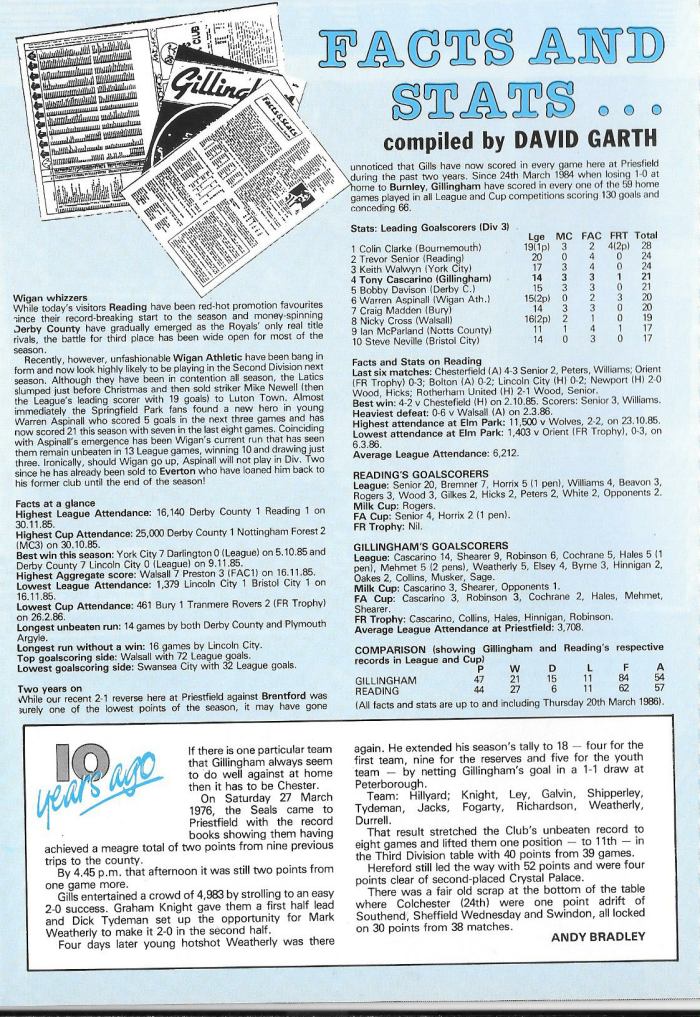 CLUB
Gillingh
Facts & Stats
FACTS AND
STATS . . .
compiled by DAVID GARTH
Wigan whizzers
While today's visitors Reading have been red-hot promotion favourites
since their record-breaking start to the season and money-spinning
Derby County have gradually emerged as the Royals' only real title
rivals, the battle for third place has been wide open for most of the
season.
Recently, however, unfashionable Wigan Athletic have been bang in
form and now look highly likely to be playing in the Second Division next
season. Although they have been in contention all season, the Latics
slumped just before Christmas and then sold striker Mike Newell (then
the League's leading scorer with 19 goals) to Luton Town. Almost
immediately the Springfield Park fans found a new hero in young
Warren Aspinall who scored 5 goals in the next three games and has
now scored 21 this season with seven in the last eight games. Coinciding
with Aspinall's emergence has been Wigan's current run that has seen
them remain unbeaten in 13 League games, winning 10 and drawing just
three. Ironically, should Wigan go up, Aspinall will not play in Div. Two
since he has already been sold to Everton who have loaned him back to
his former club until the end of the season!
Facts at a glance
Highest League Attendance: 16,140 Derby County 1 Reading 1 on
30.11.85.
Highest Cup Attendance: 25,000 Derby County 1 Nottingham Forest 2
(MC3) on 30.10.85.
Best win this season: York City 7 Darlington 0 (League) on 5.10.85 and
Derby County 7 Lincoln City 0 (League) on 9.11.85.
Highest Aggregate score: Walsall 7 Preston 3 (FAC1) on 16.11.85.
Lowest League Attendance: 1,379 Lincoln City 1 Bristol City 1 on
16.11.85.
Lowest Cup Attendance: 461 Bury 1 Tranmere Rovers 2 (FR Trophy)
on 26.2.86.
Longest unbeaten run: 14 games by both Derby County and Plymouth
Argyle.
Longest run without a win: 16 games by Lincoln City.
Top goalscoring side: Walsall with 72 League goals.
Lowest goalscoring side: Swansea City with 32 League goals.
Two years on
While our recent 2-1 reverse here at Priestfield against Brentford was
surely one of the lowest points of the season, it may have gone
unnoticed that Gills have now scored in every game here at Priesfield
during the past two years. Since 24th March 1984 when losing 1-0 at
home to Burnley, Gillingham have scored in every one of the 59 home
games played in all League and Cup competitions scoring 130 goals and
conceding 66.
Stats: Leading Goalscorers (Div 3)
Lge MC FAC FRT Total
1 Colin Clarke (Bournemouth) 19(1p) 3 2 4(2p) 28
2 Trevor Senior (Reading) 20 0 4 0 24
3 Keith Walwyn (York City) 17 3 4 0 24
4 Tony Cascarino (Gillingham) 14 3 3 1 21
5 Bobby Davison (Derby C.) 15 3 3 0 21
6 Warren Aspinall (Wigan Ath.) 15(2p) 0 2 3 20
7 Craig Madden (Bury) 14 3 3 0 20
8 Nicky Cross (Walsall) 16(2p) 2 1 0 19
9 Ian McParland (Notts County) 11 1 4 1 17
10 Steve Neville (Bristol City) 14 0 3 0 17
Facts and Stats on Reading
Last six matches: Chesterfield (A) 4-3 Senior 2, Peters, Williams; Orient
(FR Trophy) 0-3; Bolton (A) 0-2; Lincoln City (H) 0-2; Newport (H) 2-0
Wood, Hicks; Rotherham United (H) 2-1 Wood, Senior.
Best win: 4-2 v Chestefield (H) on 2.10.85. Scorers: Senior 3, Williams.
Heaviest defeat: 0-6 v Walsall (A) on 2.3.86.
Highest attendance at Elm Park: 11,500 v Wolves, 2-2, on 23.10.85.
Lowest attendance at Elm Park: 1,403 v Orient (FR Trophy), 0-3, on
6.3.86.
Average League Attendance: 6,212.
READING'S GOALSCORERS
League: Senior 20, Bremner 7, Horrix 5 (1 pen), Williams 4, Beavon 3,
Rogers 3, Wood 3, Gilkes 2, Hicks 2, Peters 2, White 2, Opponents 2.
Milk Cup: Rogers.
FA Cup: Senior 4, Horrix 2 (1 pen).
FR Trophy: Nil.
GILLINGHAM'S GOALSCORERS
League: Cascarino 14, Shearer 9, Robinson 6, Cochrane 5, Hales 5 (1
pen), Mehmet 5 (2 pens), Weatherly 5, Elsey 4, Byrne 3, Hinnigan 2,
Oakes 2, Collins, Musker, Sage.
Milk Cup: Cascarino 3, Shearer, Opponents 1.
FA Cup: Cascarino 3, Robinson 3, Cochrane 2, Hales, Mehmet,
Shearer.
FR Trophy: Cascarino, Collins, Hales, Hinnigan, Robinson.
Average League Attendance at Priesfield: 3,708.
COMPARISON (showing Gillingham and Reading's respective
records in League and Cup)
P W D L F A
GILLINGHAM 47 21 15 11 84 54
READING 44 27 6 11 62 57
(All facts and stats are up to and including Thursday 20th March 1986).
10
years ago
If there is one particular team
that Gillingham always seem
to do well against at home
then it has to be Chester.
On Saturday 27 March
1976, the Seals came to
Priestfield with the record
books showing them having
achieved a meagre total of two points from nine previous
trips to the county.
By 4.45 p.m. that afternoon it was still two points from
one game more.
Gills entertained a crowd of 4,983 by strolling to an easy
2-0 success. Graham Knight gave them a first half lead
and Dick Tydeman set up the opportunity for Mark
Weatherly to make it 2-0 in the second half.
Four days later young hotshot Weatherly was there
again. He extended his season's tally to 18 — four for the
first team, nine for the reserves and five for the youth
team — by netting Gillingham's goal in a 1-1 draw at
Peterborough.
Team: Hillyard; Knight, Ley, Galvin, Shipperley,
Tydeman, Jacks, Fogarty, Richardson, Weatherly,
Durrell.
That result stretched the Club's unbeaten record to
eight games and lifted them one position — to 11th — in
the Third Division table with 40 points from 39 games.
Hereford still led the way with 52 points and were four
points clear of second-placed Crystal Palace.
There was a fair old scrap at the bottom of the table
where Colchester (24th) were one point adrift of
Southend, Sheffield Wednesday and Swindon, all locked
on 30 points from 38 matches.
ANDY BRADLEY